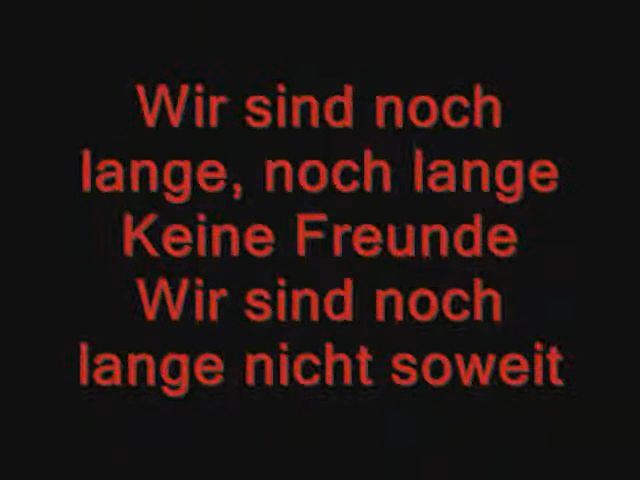 Wir sind noch
lange, noch lange
Keine Freunde
Wir sind noch
lange nicht soweit